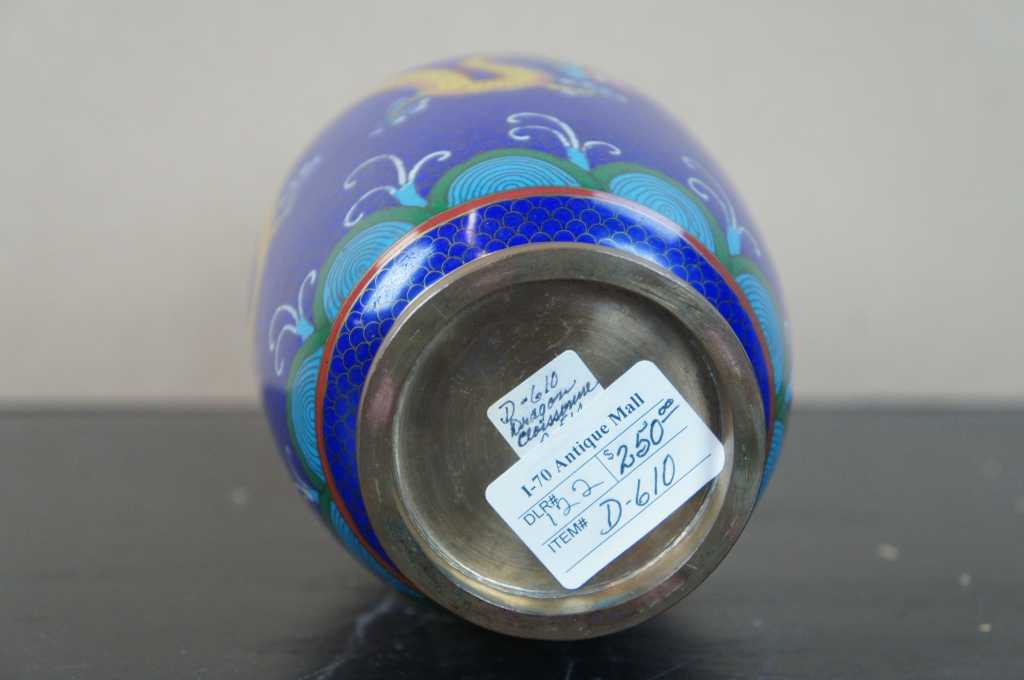 D-610
Dragon
Cloissonne
I-70 Antique Mall
DLR# 122
$250.00
ITEM# D-610